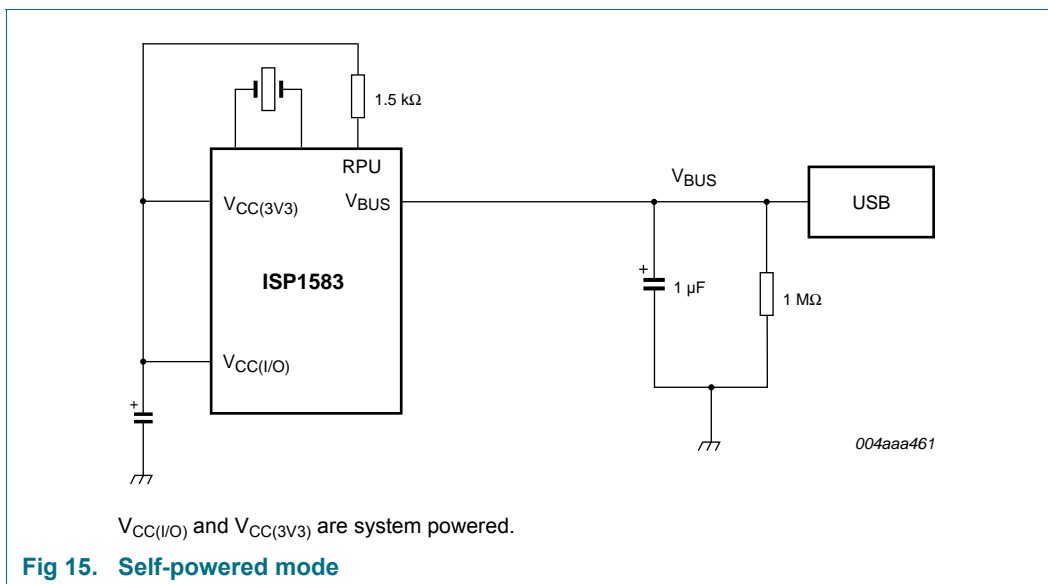 1.5 kΩ
RPU
VCC(3V3)
VBUS
VBUS
USB
ISP1583
+
1 µF
1 MΩ
VCC(I/O)
+
004aaa461
VCC(I/O) and VCC(3V3) are system powered.
Fig 15. Self-powered mode